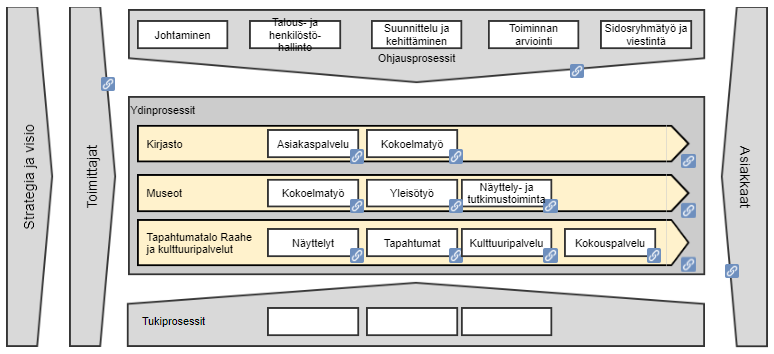 Johtaminen
Talous- ja
henkilöstö-
hallinto
Suunnittelu ja
kehittäminen
Toiminnan
arviointi
Sidosryhmätyö ja
viestintä
Ohjausprosessit
Strategia ja visio
Toimittajat
Ydinprosessit
Kirjasto
Asiakaspalvelu
Kokoelmatyö
Museot
Kokoelmatyö
Yleisötyö
Näyttely- ja
tutkimustoiminta
Tapahtumatalo Raahe
ja kulttuuripalvelut
Näyttelyt
Tapahtumat
Kulttuuripalvelu
Kokouspalvelu
Asiakkaat
Tukiprosessit